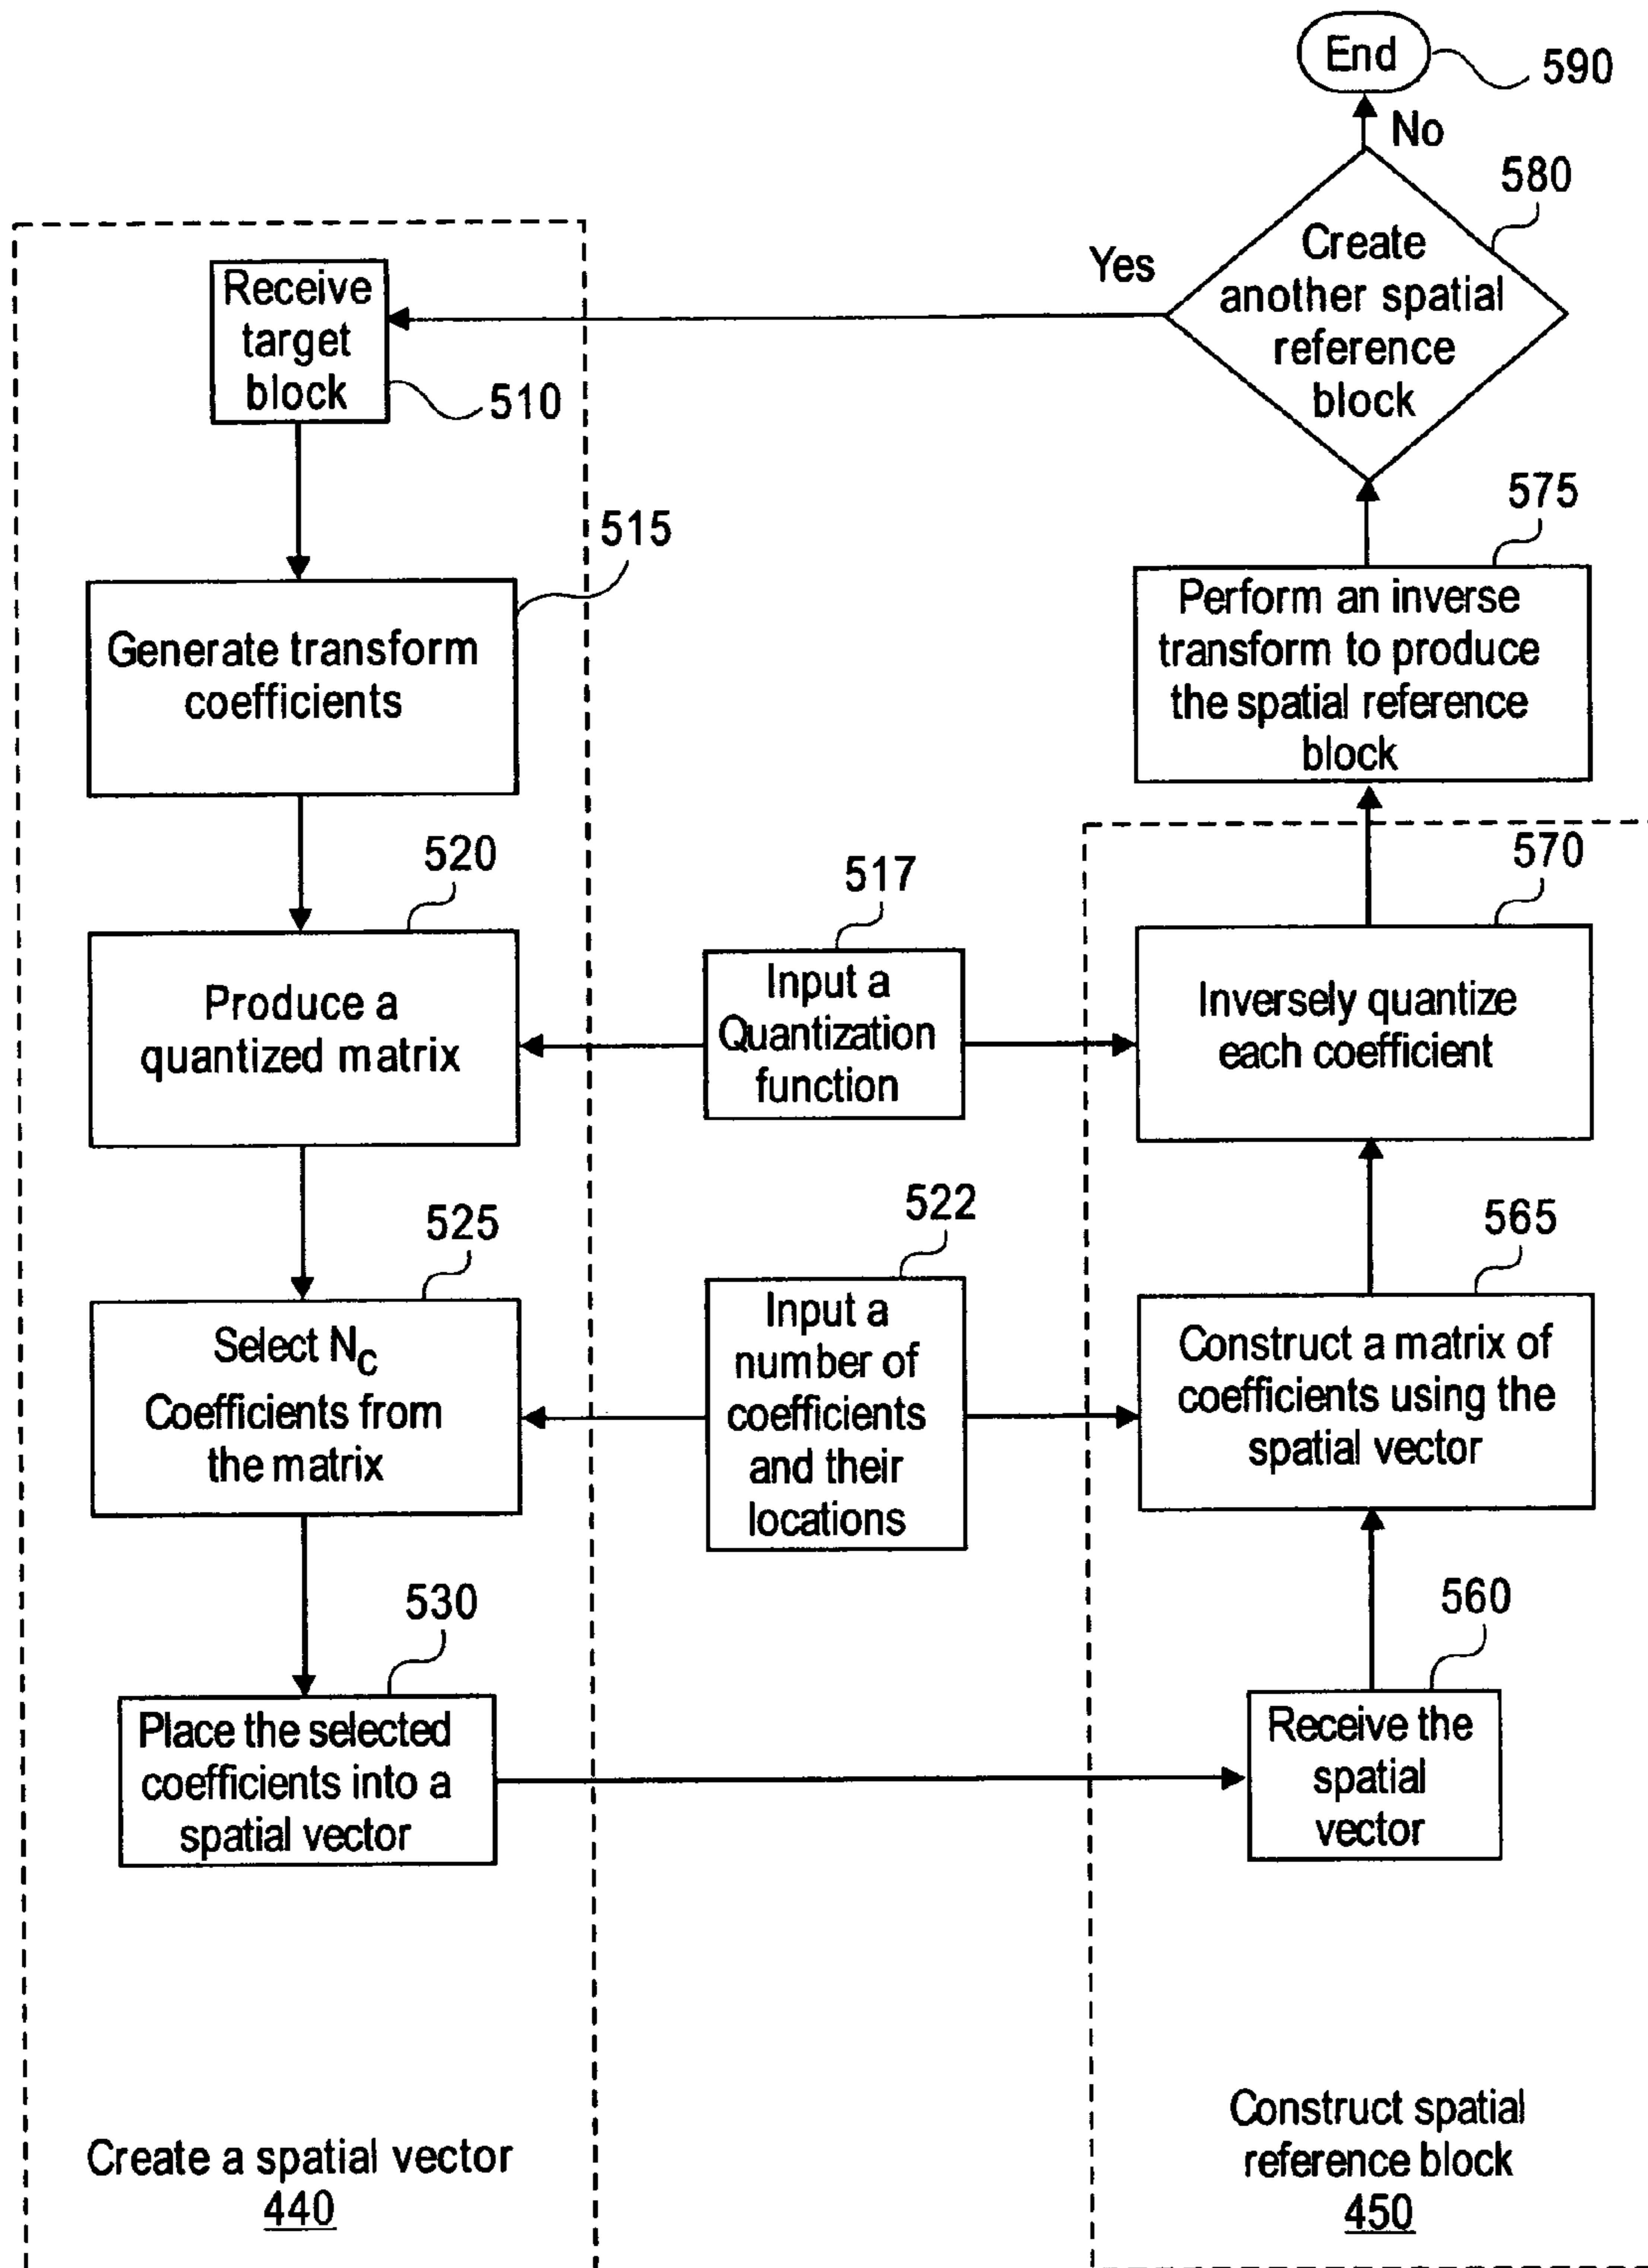 End
590
No
580
Create
another spatial
reference
block
Yes
Receive
target
block
510
515
Generate transform
coefficients
575
Perform an inverse
transform to produce
the spatial reference
block
520
Produce a
quantized matrix
517
Input a
Quantization
function
570
Inversely quantize
each coefficient
525
Select NC
Coefficients from
the matrix
522
Input a
number of
coefficients
and their
locations
565
Construct a matrix of
coefficients using the
spatial vector
530
Place the selected
coefficients into a
spatial vector
560
Receive the
spatial
vector
Create a spatial vector
440
Construct spatial
reference block
450